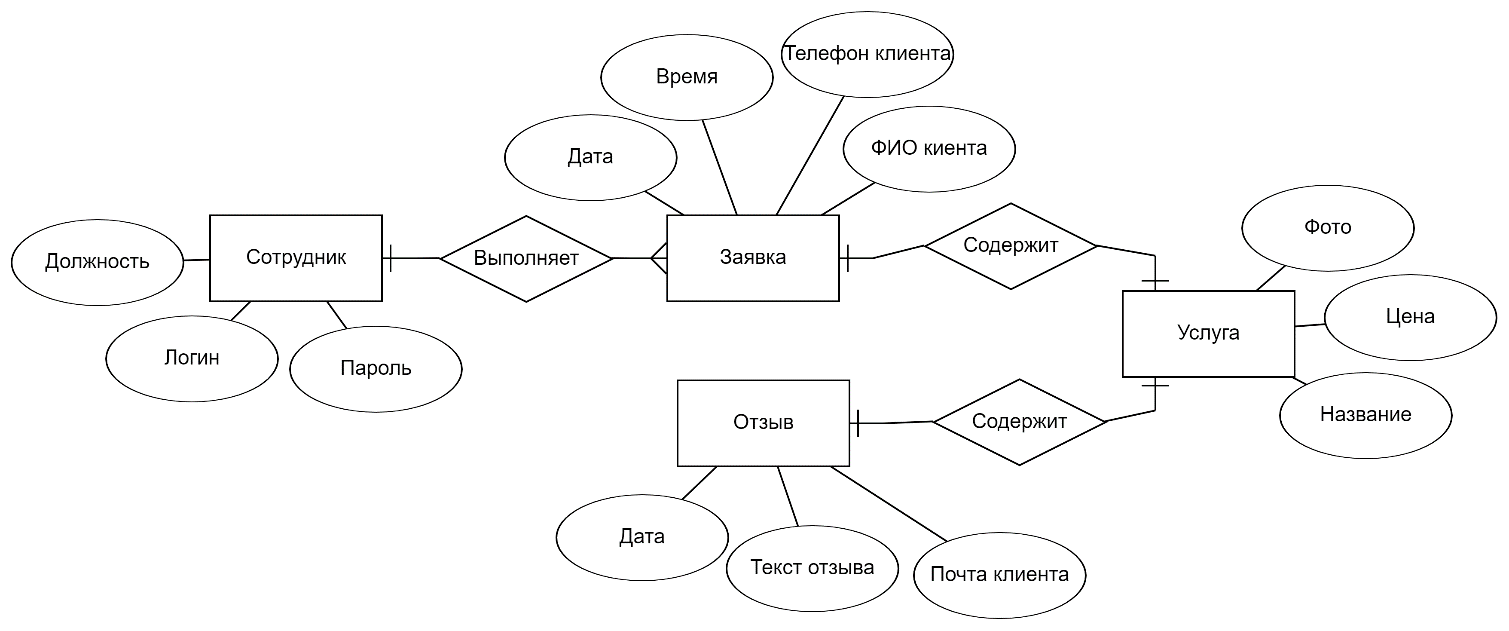 Телефон клиента
Время
ФИО киента
Дата
Фото
Содержит
Должность
Сотрудник
Выполняет
Заявка
Цена
Услуга
Логин
Пароль
Название
Отзыв
Содержит
Дата
Текст отзыва
Почта клиента